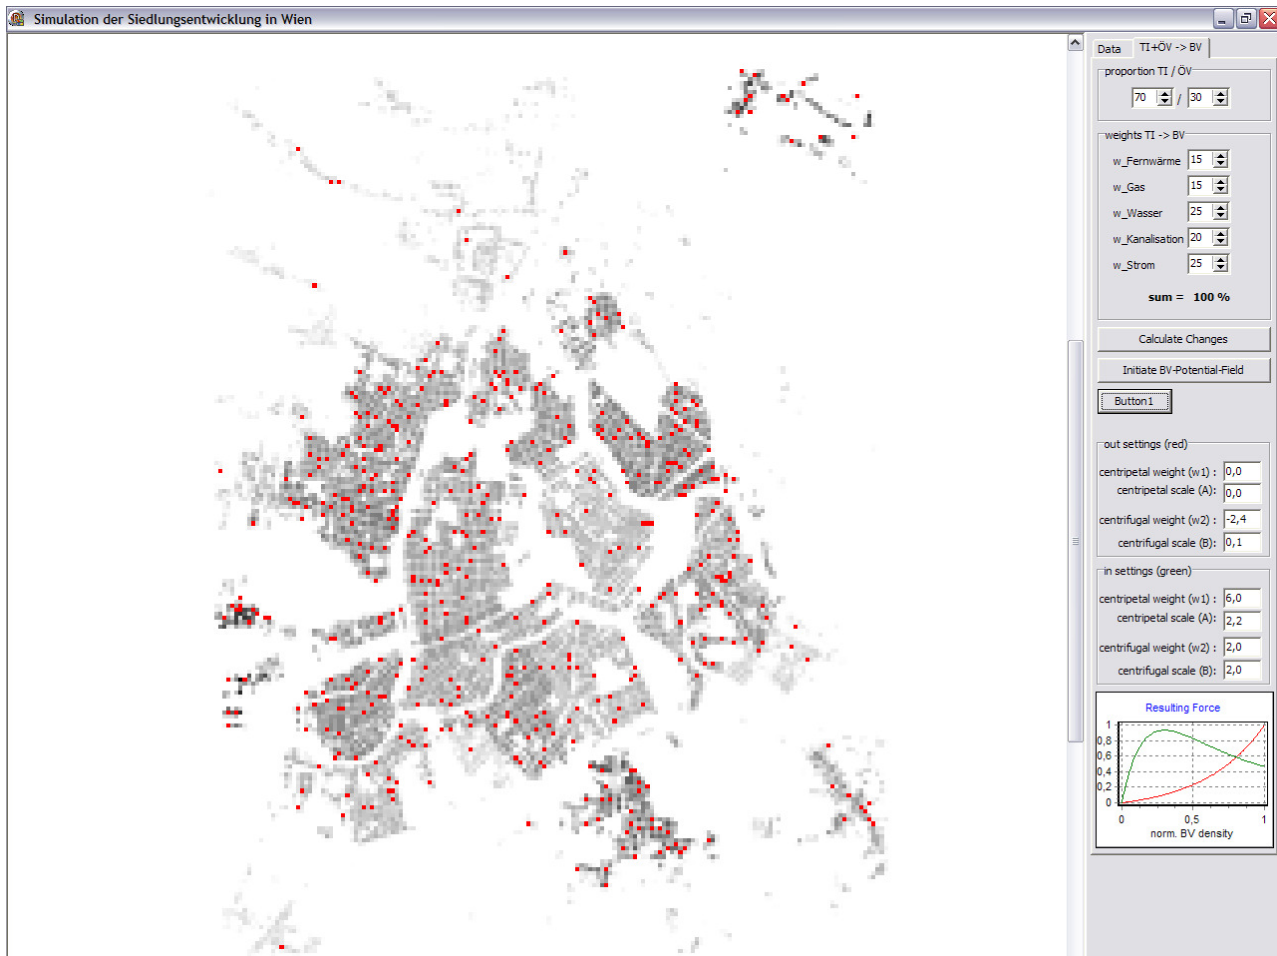 Simulation der Siedlungsentwicklung in Wien
Data TI+ÖV -> BV
proportion TI / ÖV
70 / 30
weights TI -> BV
w_Fernwärme 15
w_Gas 15
w_Wasser 25
w_Kanalisation 20
w_Strom 25
sum = 100 %
Calculate Changes
Initiate BV-Potential-Field
Button1
out settings (red)
centripetal weight (w1) : 0,0
centripetal scale (A): 0,0
centrifugal weight (w2) : -2,4
centrifugal scale (B): 0,1
in settings (green)
centripetal weight (w1) : 6,0
centripetal scale (A): 2,2
centrifugal weight (w2) : 2,0
centrifugal scale (B): 2,0
Resulting Force
1
0,8
0,6
0,4
0,2
0
0 0,5 1
norm. BV density